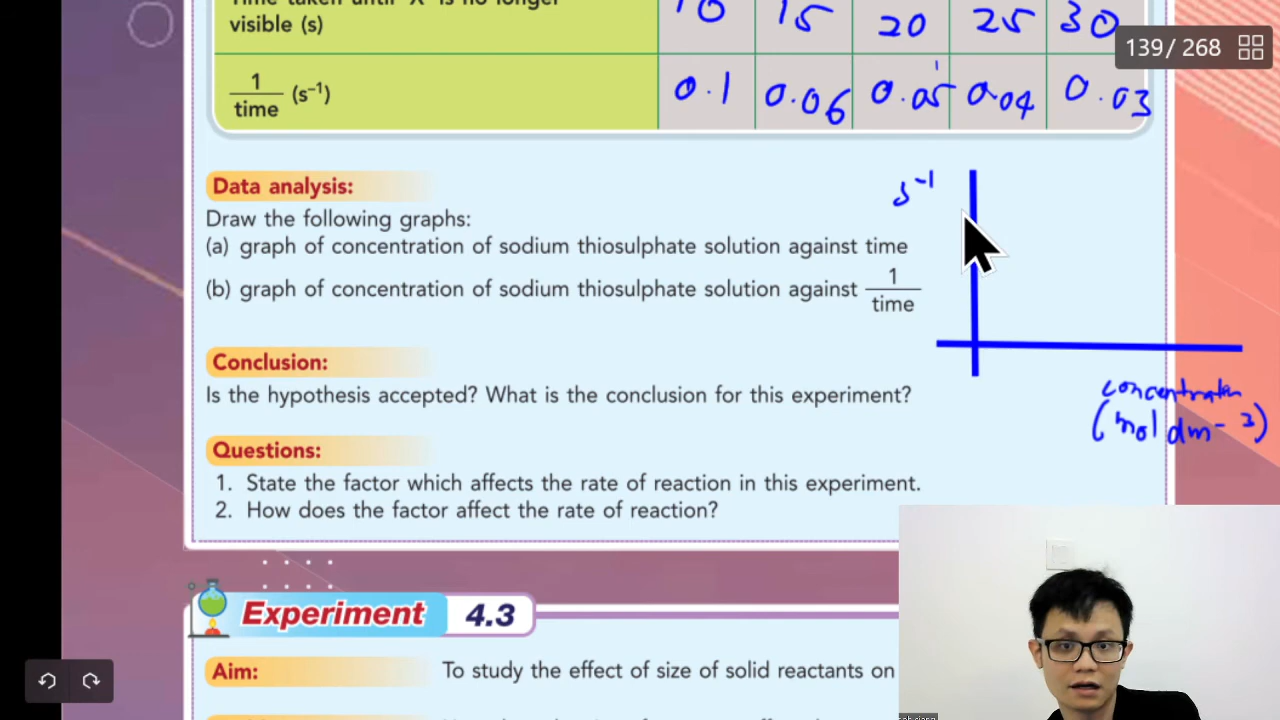 Time taken until 'X' is no longer
visible (s)
10 15 20 25 30
139 / 268
1
time (s⁻¹)
0.1 0.06 0.05 0.04 0.03
Data analysis:
s⁻¹
Draw the following graphs:
(a) graph of concentration of sodium thiosulphate solution against time
(b) graph of concentration of sodium thiosulphate solution against 1
time
Conclusion:
Is the hypothesis accepted? What is the conclusion for this experiment?
concentration
(mol dm⁻³)
Questions:
1. State the factor which affects the rate of reaction in this experiment.
2. How does the factor affect the rate of reaction?
Experiment 4.3
Aim: To study the effect of size of solid reactants on